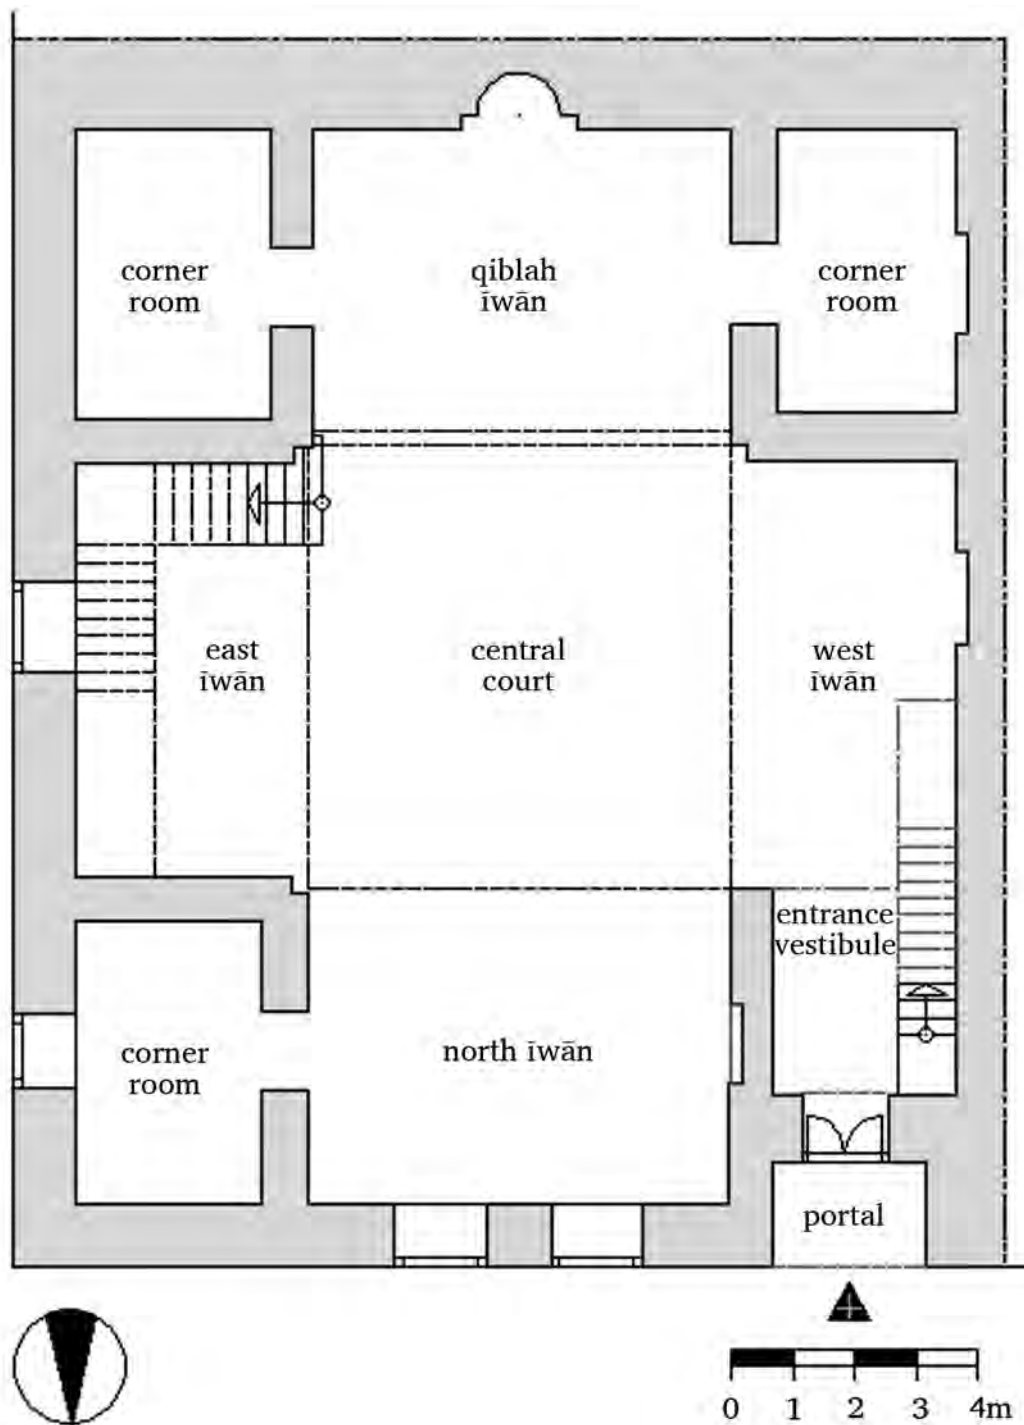 corner
room
qiblah
īwān
corner
room
east
īwān
central
court
west
īwān
entrance
vestibule
corner
room
north īwān
portal
0 1 2 3 4m